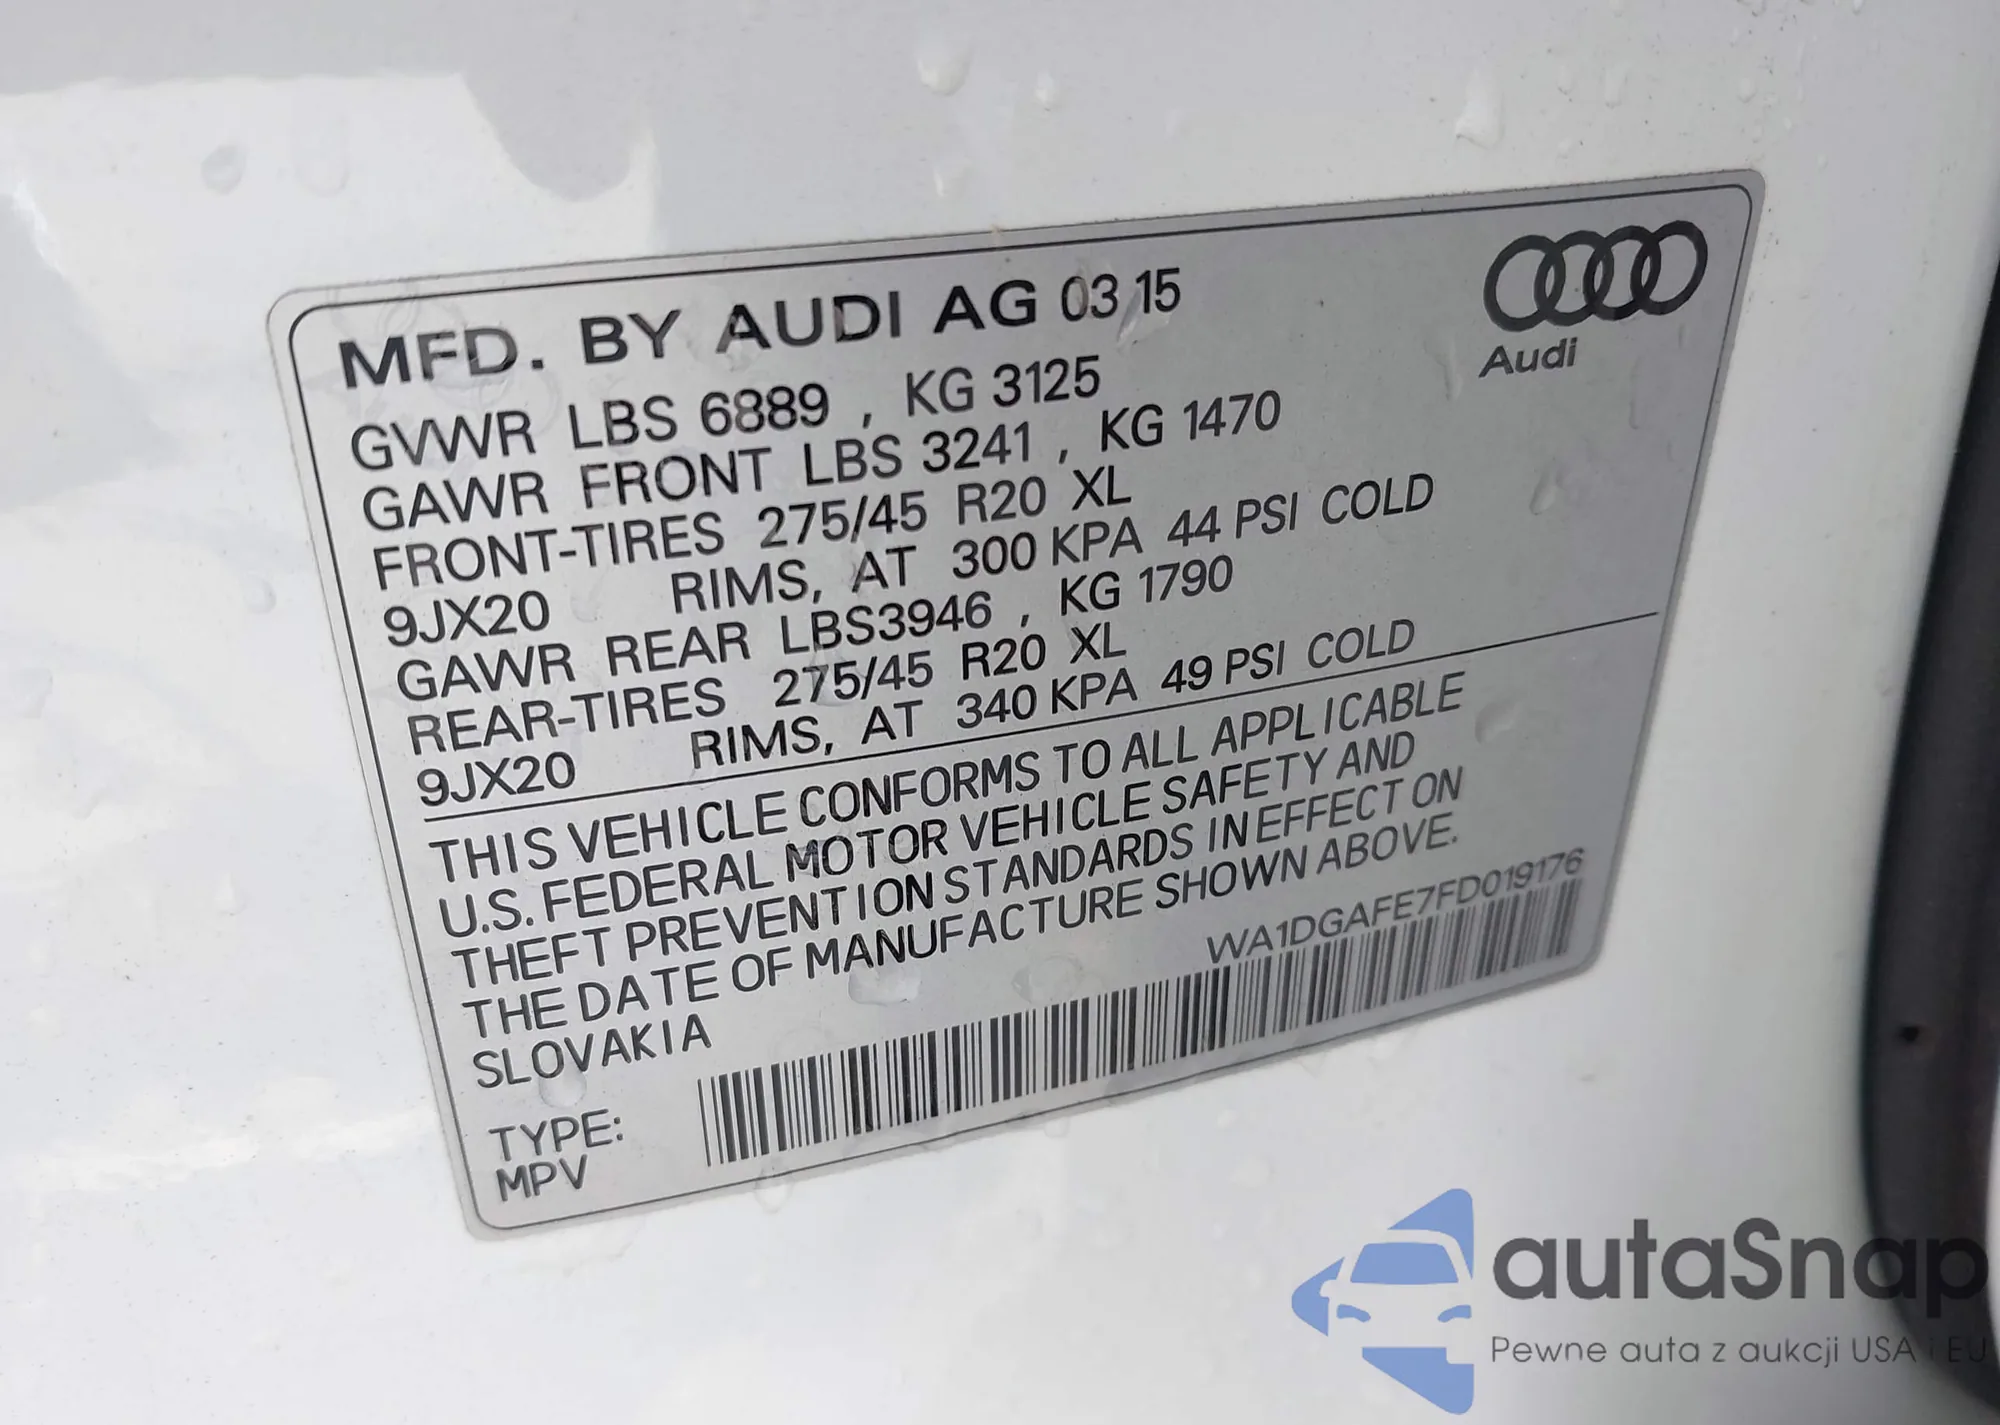 MFD. BY AUDI AG 03 15
GVWR LBS 6889 , KG 3125
GAWR FRONT LBS 3241 , KG 1470
FRONT-TIRES 275/45 R20 XL
9JX20 RIMS, AT 300 KPA 44 PSI COLD
GAWR REAR LBS3946 , KG 1790
REAR-TIRES 275/45 R20 XL
9JX20 RIMS, AT 340 KPA 49 PSI COLD
Audi
THIS VEHICLE CONFORMS TO ALL APPLICABLE
U.S. FEDERAL MOTOR VEHICLE SAFETY AND
THEFT PREVENTION STANDARDS IN EFFECT ON
THE DATE OF MANUFACTURE SHOWN ABOVE.
SLOVAKIA
WA1DGAFE7FD019176
TYPE:
MPV
autaSnap
Pewne auta z aukcji USA i EU